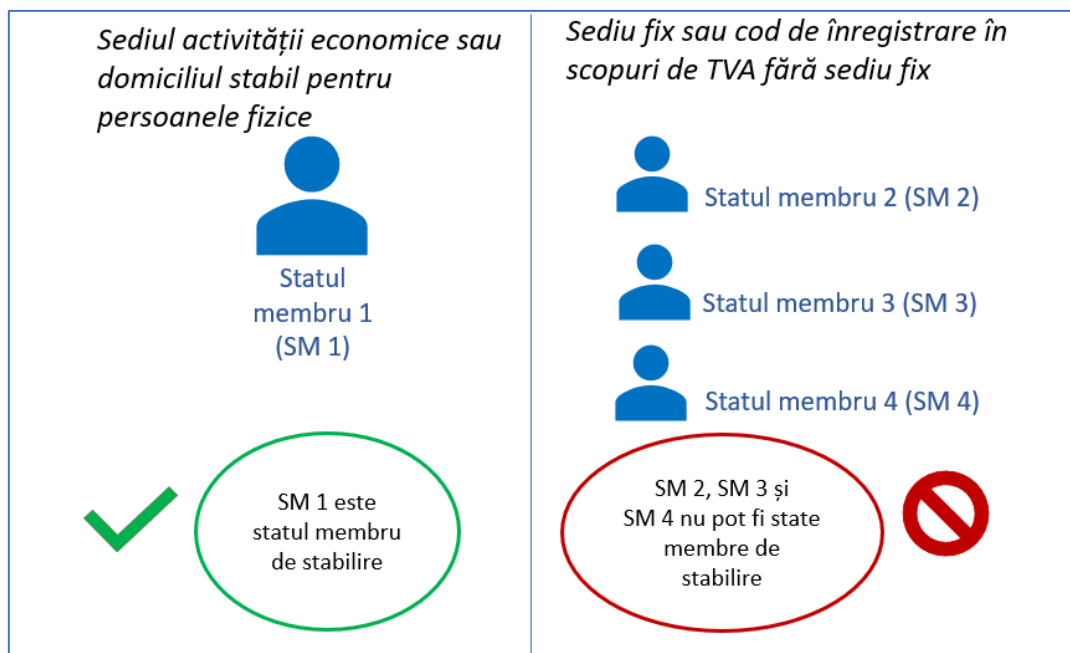 Sediul activității economice sau
domiciliul stabil pentru
persoanele fizice
Statul
membru 1
(SM 1)
SM 1 este
statul membru
de stabilire
Sediu fix sau cod de înregistrare în
scopuri de TVA fără sediu fix
Statul membru 2 (SM 2)
Statul membru 3 (SM 3)
Statul membru 4 (SM 4)
SM 2, SM 3 și
SM 4 nu pot fi state
membre de
stabilire